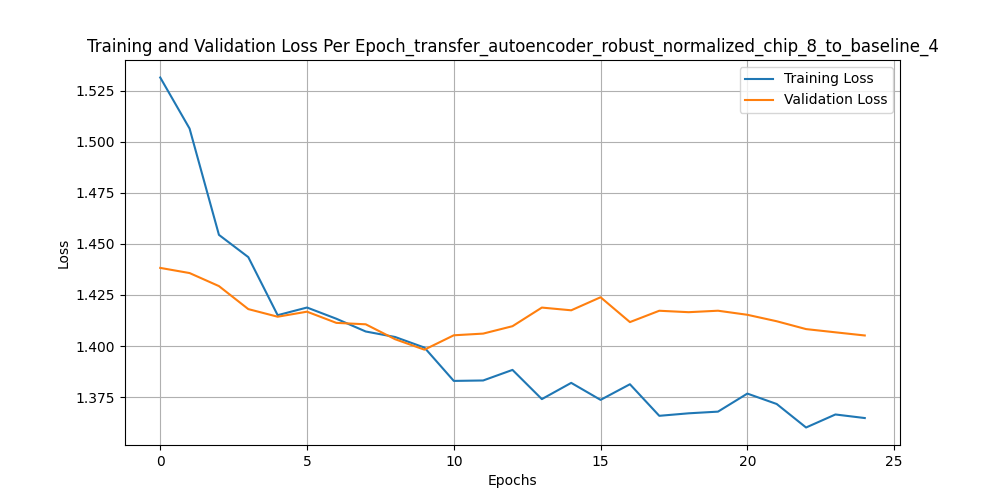 Training and Validation Loss Per Epoch_transfer_autoencoder_robust_normalized_chip_8_to_baseline_4
Training Loss
Validation Loss
1.525
1.500
1.475
1.450
1.425
1.400
1.375
Loss
0 5 10 15 20 25
Epochs